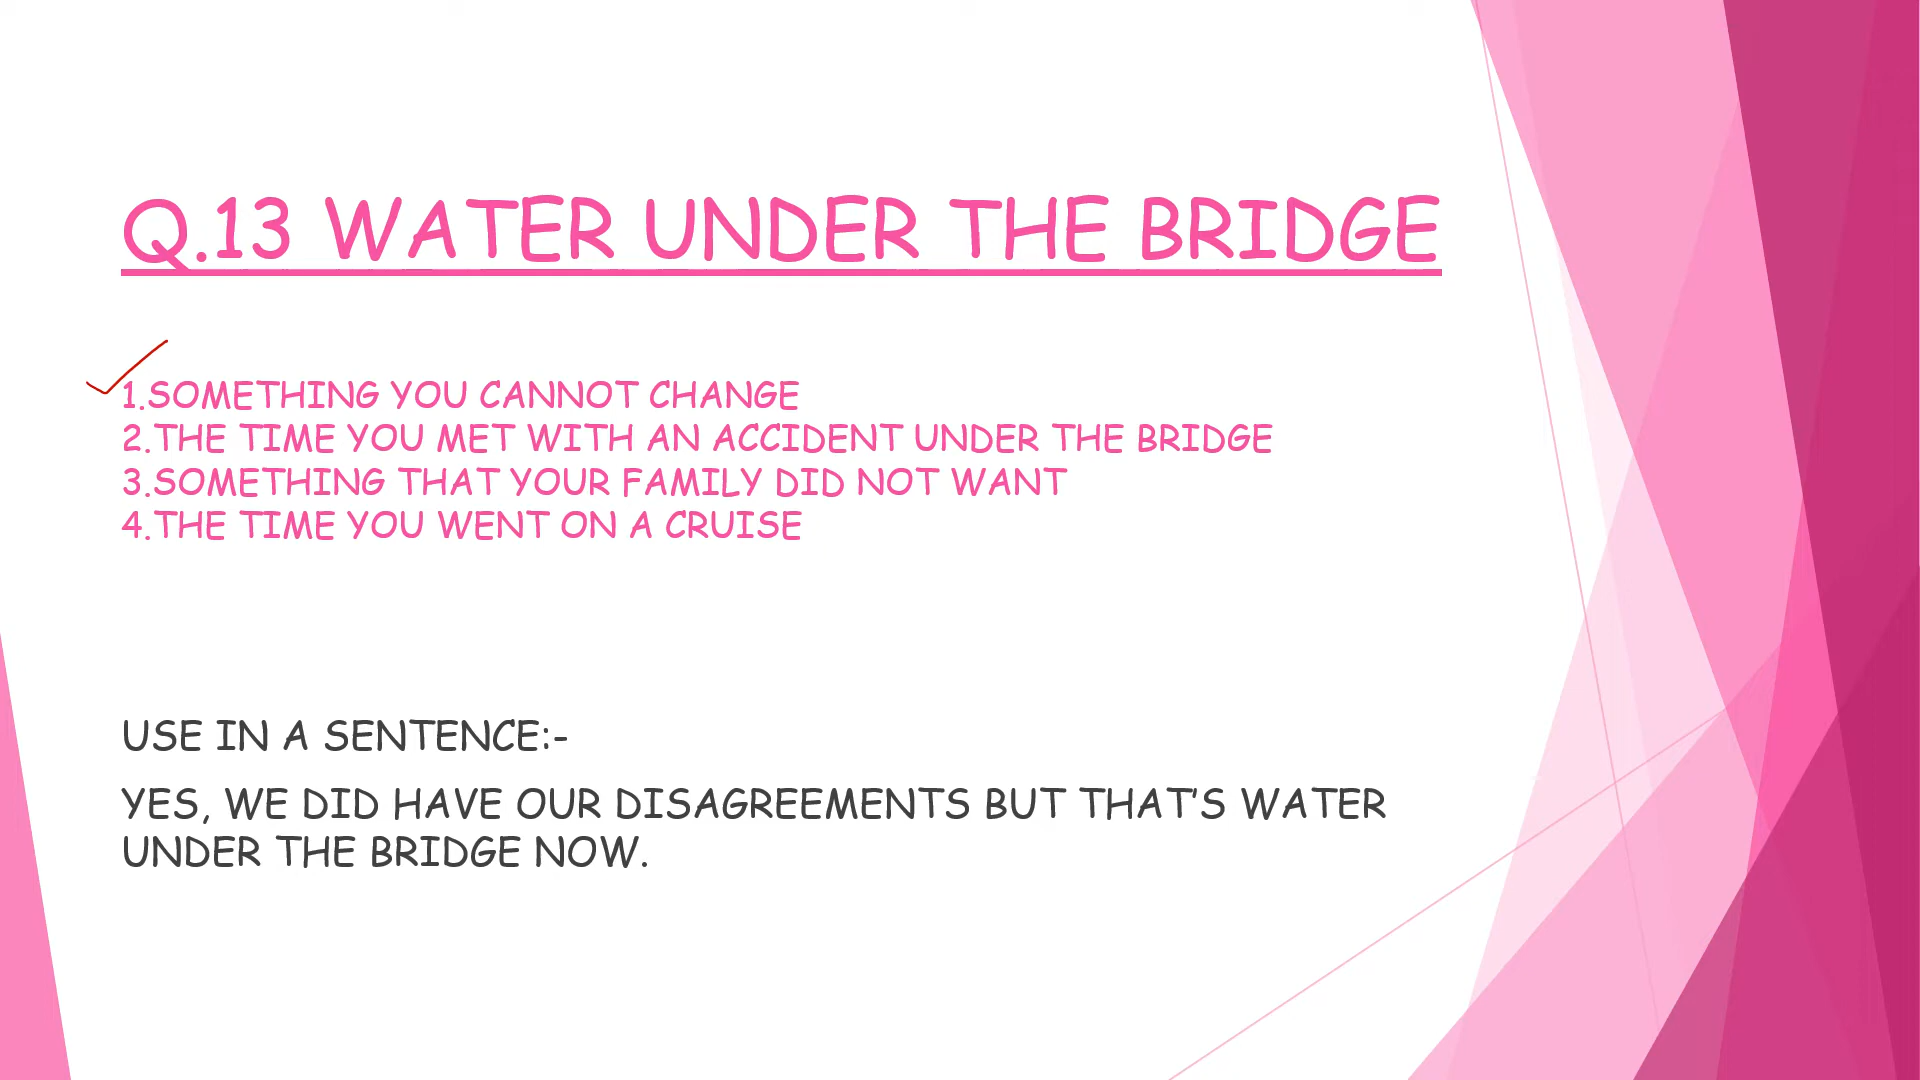 Q.13 WATER UNDER THE BRIDGE
1.SOMETHING YOU CANNOT CHANGE
2.THE TIME YOU MET WITH AN ACCIDENT UNDER THE BRIDGE
3.SOMETHING THAT YOUR FAMILY DID NOT WANT
4.THE TIME YOU WENT ON A CRUISE
USE IN A SENTENCE:-
YES, WE DID HAVE OUR DISAGREEMENTS BUT THAT’S WATER
UNDER THE BRIDGE NOW.